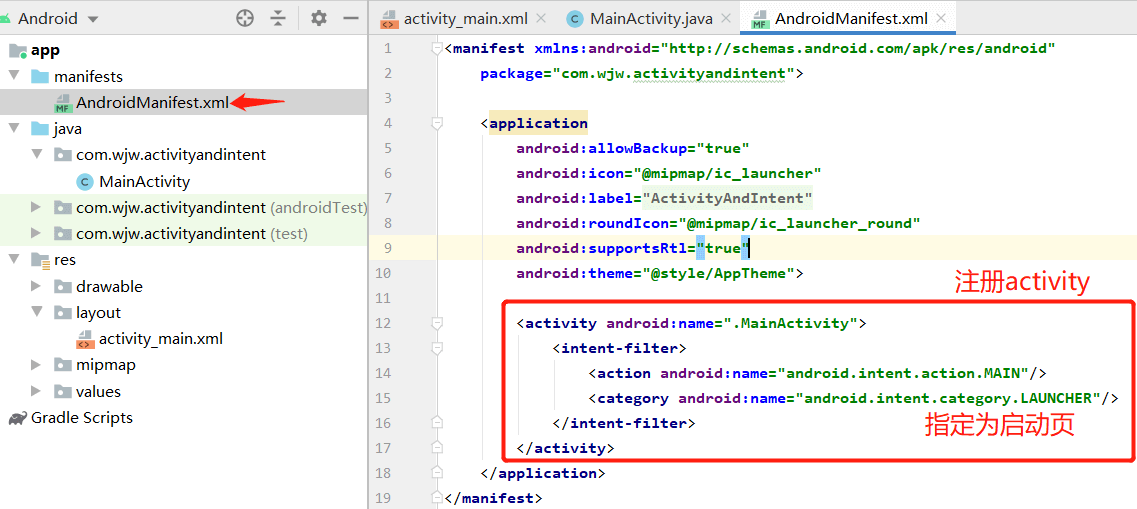 Android
app
manifests
AndroidManifest.xml
java
com.wjw.activityandintent
MainActivity
com.wjw.activityandintent (androidTest)
com.wjw.activityandintent (test)
res
drawable
layout
activity_main.xml
mipmap
values
Gradle Scripts
activity_main.xml
MainActivity.java
AndroidManifest.xml
1 <manifest xmlns:android="http://schemas.android.com/apk/res/android"
2 package="com.wjw.activityandintent">
3
4 <application
5 android:allowBackup="true"
6 android:icon="@mipmap/ic_launcher"
7 android:label="ActivityAndIntent"
8 android:roundIcon="@mipmap/ic_launcher_round"
9 android:supportsRtl="true"
10 android:theme="@style/AppTheme">
11
注册activity
12 <activity android:name=".MainActivity">
13 <intent-filter>
14 <action android:name="android.intent.action.MAIN"/>
15 <category android:name="android.intent.category.LAUNCHER"/>
16 </intent-filter>
指定为启动页
17 </activity>
18 </application>
19 </manifest>